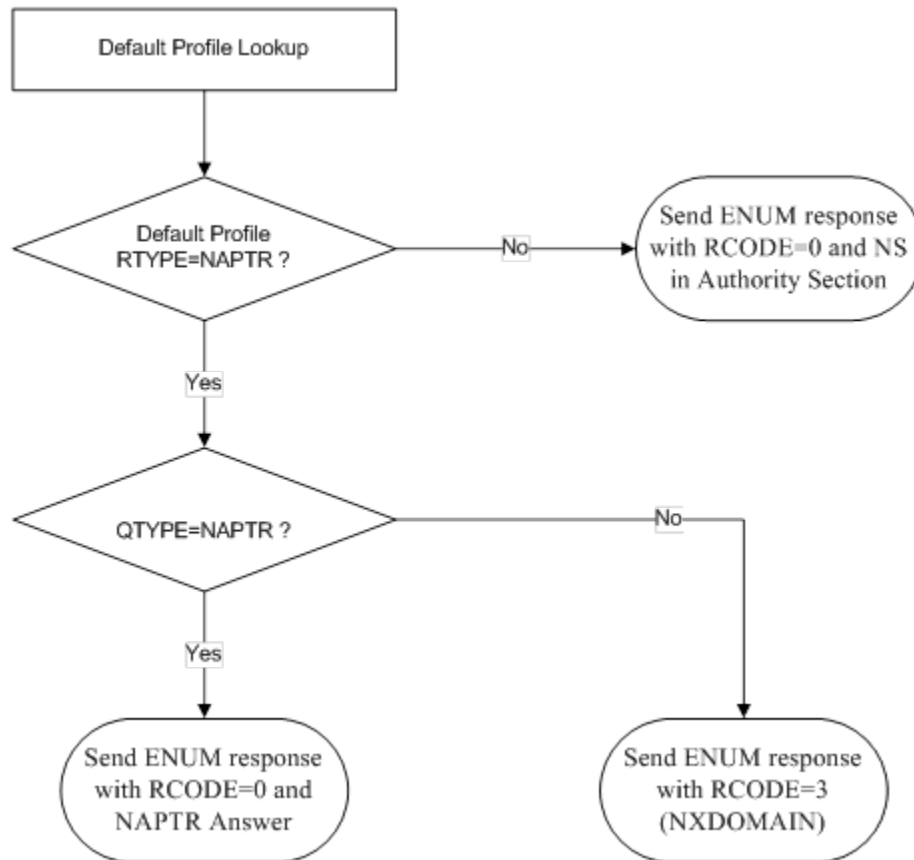 Default Profile Lookup
Default Profile
RTYPE=NAPTR ?
No
Send ENUM response
with RCODE=0 and NS
in Authority Section
Yes
QTYPE=NAPTR ?
No
Yes
Send ENUM response
with RCODE=0 and
NAPTR Answer
Send ENUM response
with RCODE=3
(NXDOMAIN)